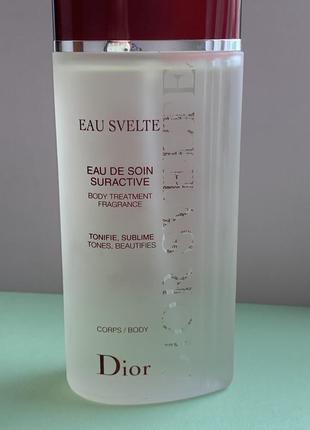 EAU SVELTE
EAU DE SOIN
SURACTIVE
BODY TREATMENT
FRAGRANCE
TONIFIE, SUBLIME
TONES, BEAUTIFIES
CORPS / BODY
Dior